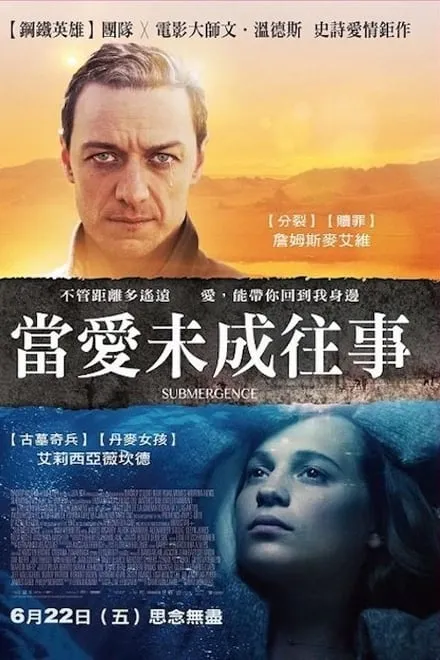 【鋼鐵英雄】團隊 × 電影大師文・溫德斯 史詩愛情鉅作
【分裂】【贖罪】
詹姆斯麥艾維
不管距離多遙遠 愛，能帶你回到我身邊
當愛未成往事
SUBMERGENCE
【古墓奇兵】【丹麥女孩】
艾莉西亞薇坎德
6月22日（五）思念無盡